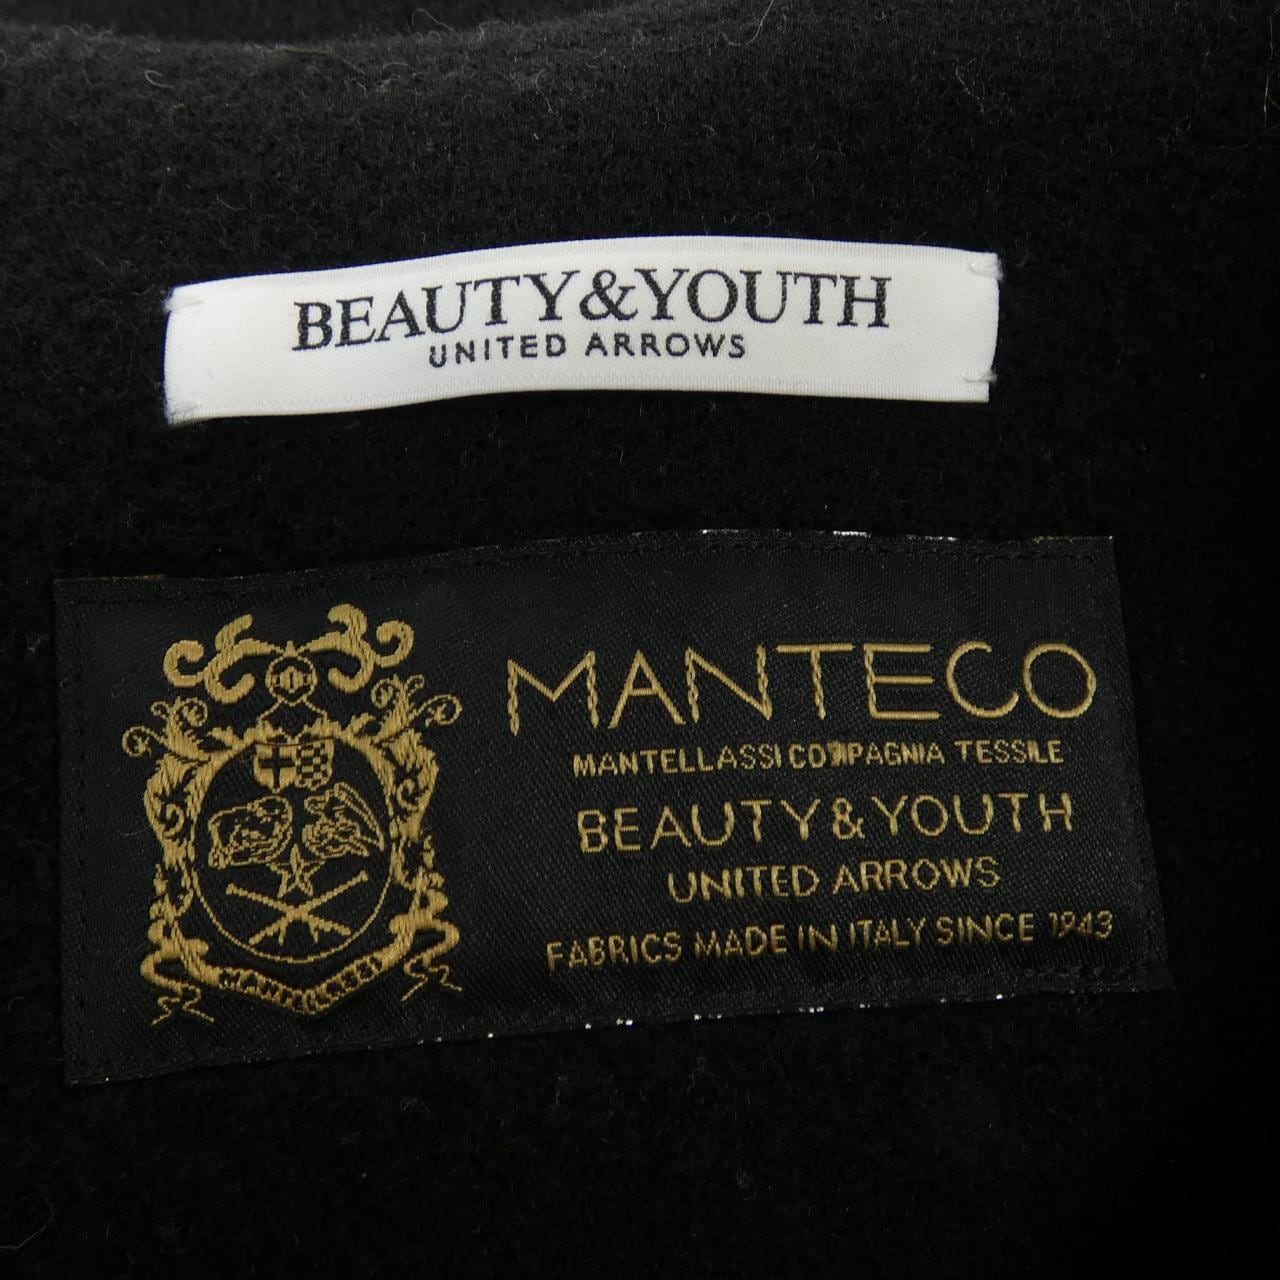 BEAUTY&YOUTH
UNITED ARROWS
MANTECO
MANTELLASSI COMPAGNIA TESSILE
BEAUTY&YOUTH
UNITED ARROWS
FABRICS MADE IN ITALY SINCE 1943